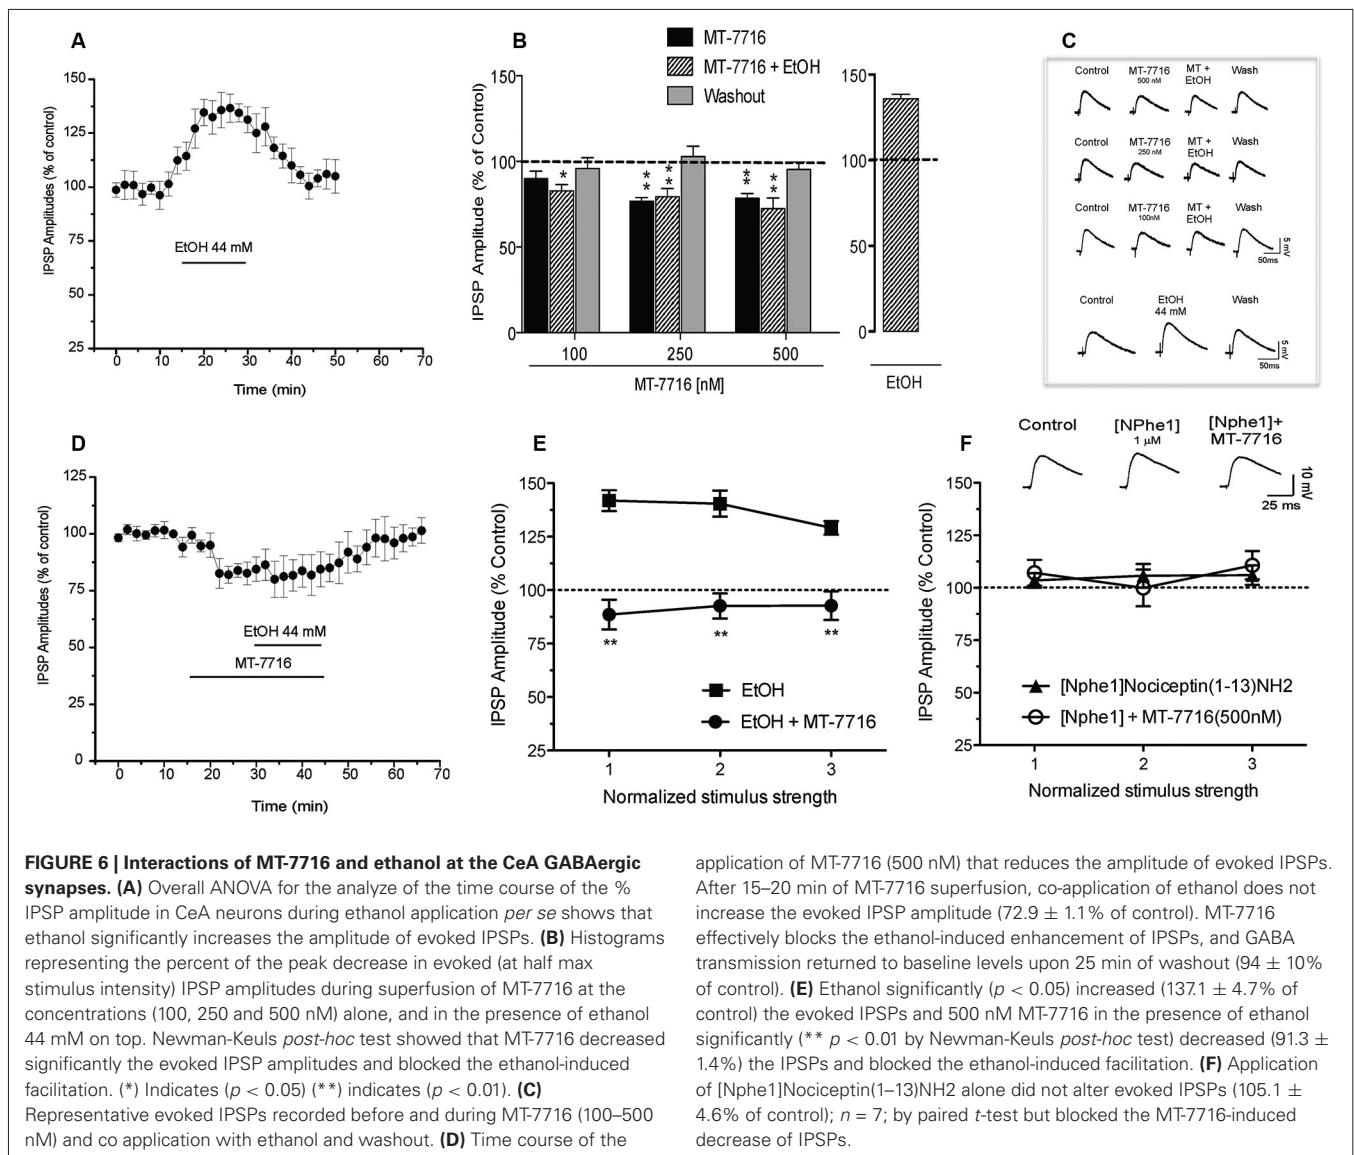 A
150
125
100
75
50
25
IPSP Amplitudes (% of control)
EtOH 44 mM
0 10 20 30 40 50 60 70
Time (min)
B
MT-7716
MT-7716 + EtOH
Washout
150
100
50
0
IPSP Amplitude (% of Control)
*
**
**
**
**
100 250 500
MT-7716 [nM]
150
100
50
0
EtOH
C
Control MT-7716 500 nM MT + EtOH Wash
Control MT-7716 250 nM MT + EtOH Wash
Control MT-7716 100nM MT + EtOH Wash
5 mV
50ms
Control EtOH 44 mM Wash
5 mV
50ms
D
125
100
75
50
25
0
IPSP Amplitudes (% of control)
EtOH 44 mM
MT-7716
0 10 20 30 40 50 60 70
Time (min)
E
150
125
100
75
50
25
IPSP Amplitude (% Control)
** ** **
EtOH
EtOH + MT-7716
1 2 3
Normalized stimulus strength
F
Control [NPhe1] 1 μM [Nphe1]+ MT-7716
10 mV
25 ms
150
125
100
75
50
25
IPSP Amplitude (% Control)
[Nphe1]Nociceptin(1-13)NH2
[Nphe1] + MT-7716(500nM)
1 2 3
Normalized stimulus strength
FIGURE 6 | Interactions of MT-7716 and ethanol at the CeA GABAergic
synapses. (A) Overall ANOVA for the analyze of the time course of the %
IPSP amplitude in CeA neurons during ethanol application per se shows that
ethanol significantly increases the amplitude of evoked IPSPs. (B) Histograms
representing the percent of the peak decrease in evoked (at half max
stimulus intensity) IPSP amplitudes during superfusion of MT-7716 at the
concentrations (100, 250 and 500 nM) alone, and in the presence of ethanol
44 mM on top. Newman-Keuls post-hoc test showed that MT-7716 decreased
significantly the evoked IPSP amplitudes and blocked the ethanol-induced
facilitation. (*) Indicates (p < 0.05) (**) indicates (p < 0.01). (C)
Representative evoked IPSPs recorded before and during MT-7716 (100–500
nM) and co application with ethanol and washout. (D) Time course of the
application of MT-7716 (500 nM) that reduces the amplitude of evoked IPSPs.
After 15–20 min of MT-7716 superfusion, co-application of ethanol does not
increase the evoked IPSP amplitude (72.9 ± 1.1% of control). MT-7716
effectively blocks the ethanol-induced enhancement of IPSPs, and GABA
transmission returned to baseline levels upon 25 min of washout (94 ± 10%
of control). (E) Ethanol significantly (p < 0.05) increased (137.1 ± 4.7% of
control) the evoked IPSPs and 500 nM MT-7716 in the presence of ethanol
significantly (** p < 0.01 by Newman-Keuls post-hoc test) decreased (91.3 ±
1.4%) the IPSPs and blocked the ethanol-induced facilitation. (F) Application
of [Nphe1]Nociceptin(1–13)NH2 alone did not alter evoked IPSPs (105.1 ±
4.6% of control); n = 7; by paired t-test but blocked the MT-7716-induced
decrease of IPSPs.